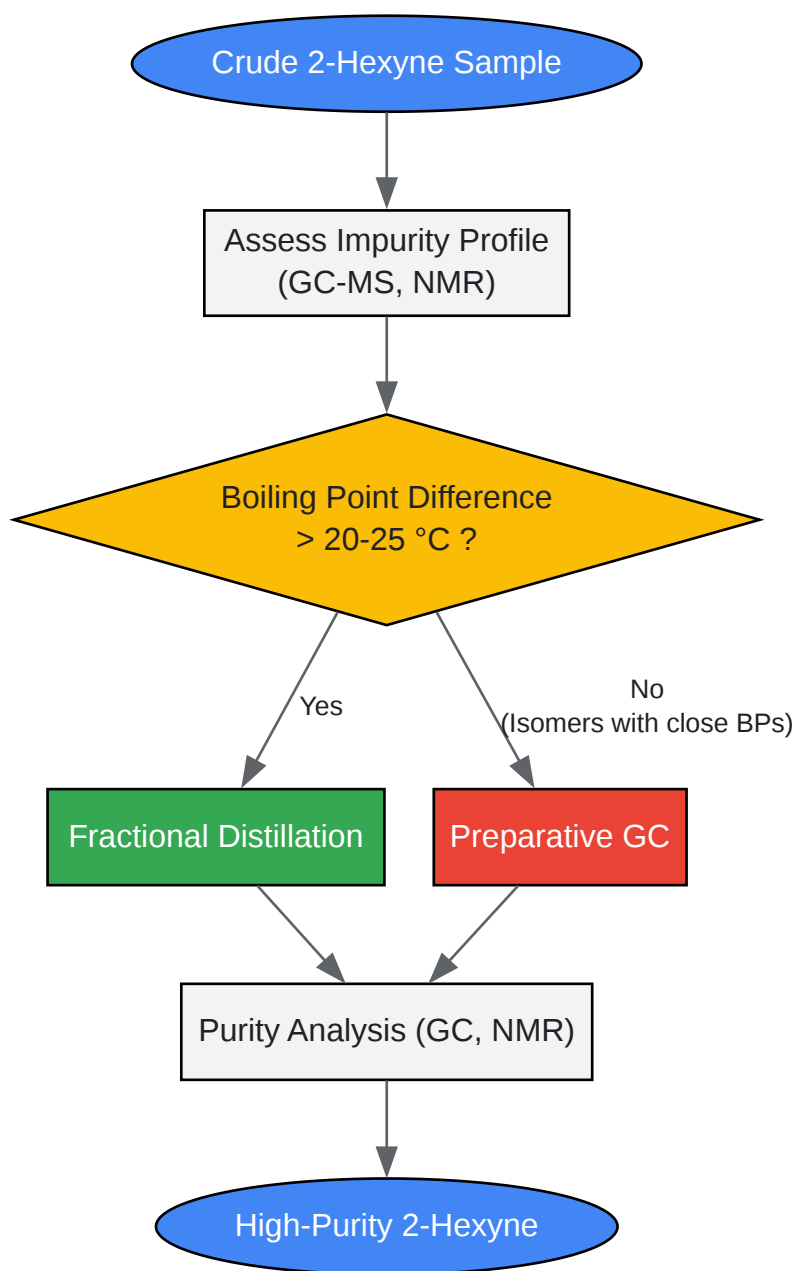 Crude 2-Hexyne Sample
Assess Impurity Profile
(GC-MS, NMR)
Boiling Point Difference
> 20-25 °C ?
Yes
No
(Isomers with close BPs)
Fractional Distillation
Preparative GC
Purity Analysis (GC, NMR)
High-Purity 2-Hexyne